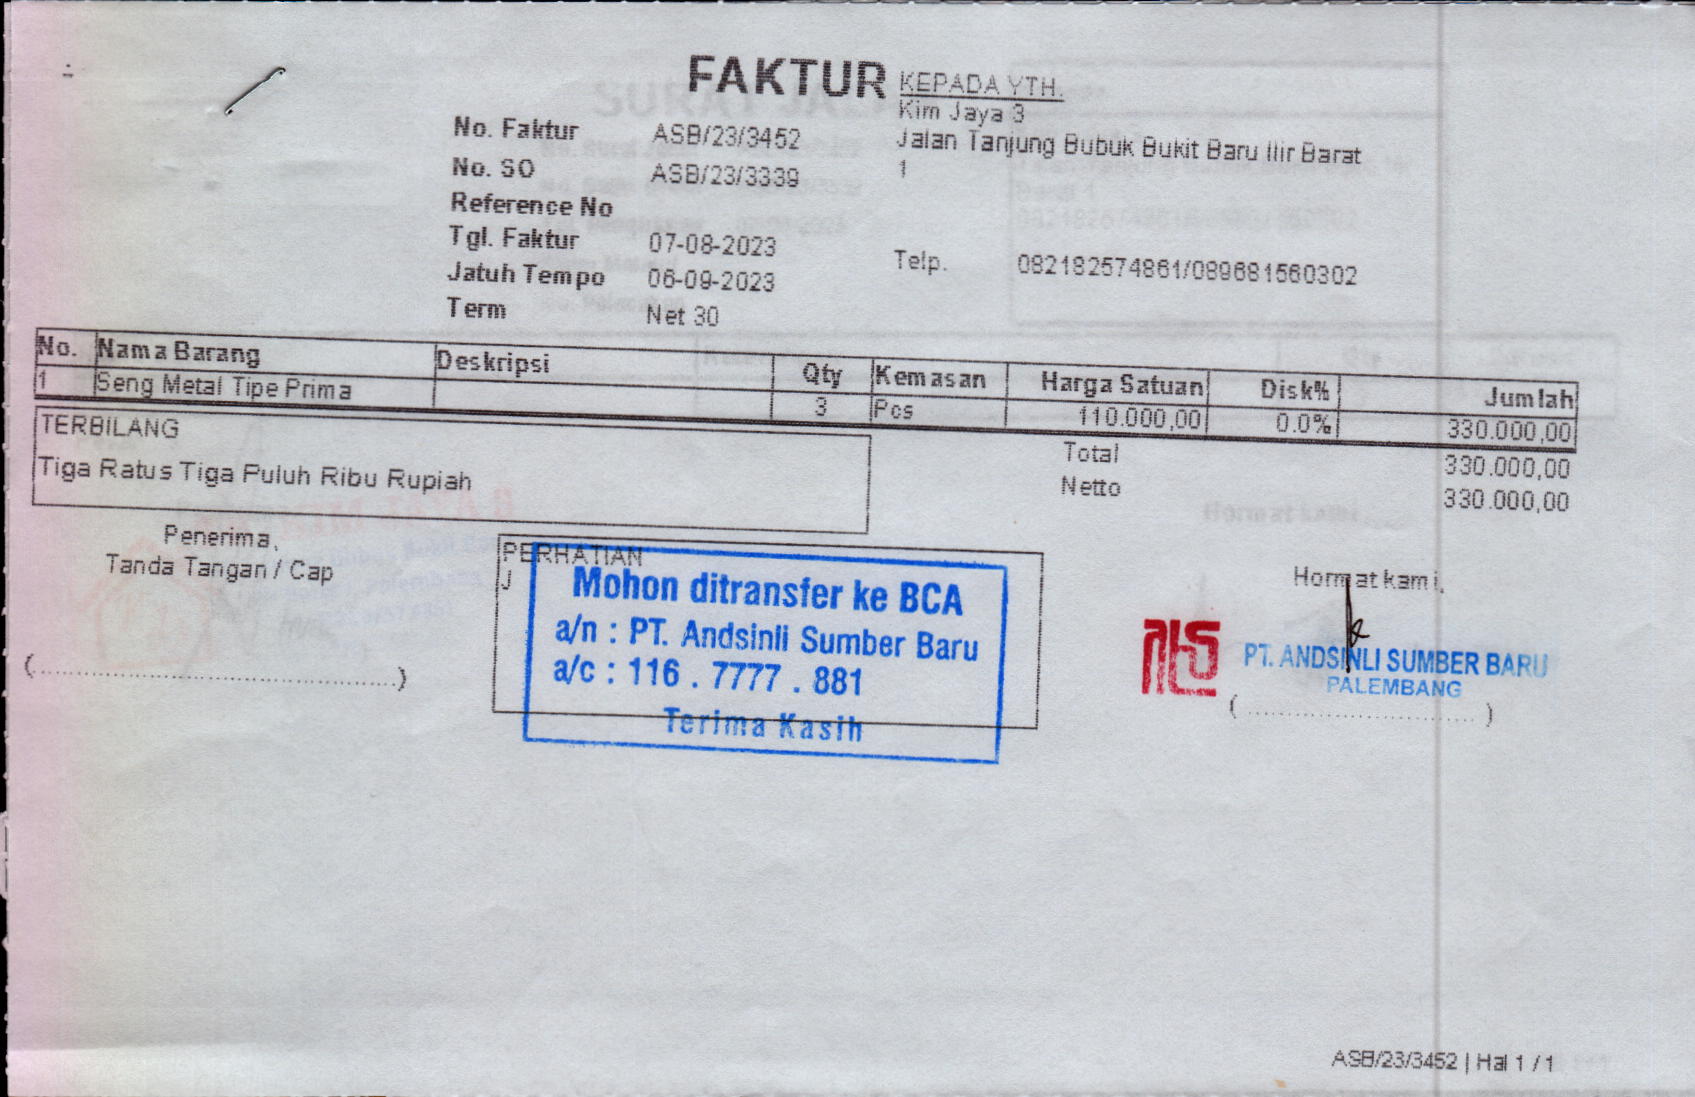 FAKTUR
KEPADA YTH.
Kim Jaya 3
Jalan Tanjung Bubuk Bukit Baru Ilir Barat
1
Telp. 082182574861/089681560302
No. Faktur ASB/23/3452
No. SO ASB/23/3339
Reference No
Tgl. Faktur 07-08-2023
Jatuh Tempo 06-09-2023
Term Net 30
No. Nama Barang Deskripsi Qty Kemasan Harga Satuan Disk% Jumlah
1 Seng Metal Tipe Prima 3 Pcs 110.000,00 0.0% 330.000,00
TERBILANG
Tiga Ratus Tiga Puluh Ribu Rupiah
Total 330.000,00
Netto 330.000,00
Penerima,
Tanda Tangan / Cap
(........................................)
PERHATIAN
J
Mohon ditransfer ke BCA
a/n : PT. Andsinli Sumber Baru
a/c : 116 . 7777 . 881
Terima Kasih
Hormat kami,
PT. ANDSINLI SUMBER BARU
PALEMBANG
(..............................)
ASB/23/3452 | Hal 1 / 1